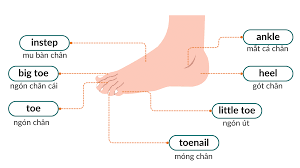 instep
mu bàn chân
big toe
ngón chân cái
toe
ngón chân
ankle
mắt cá chân
heel
gót chân
little toe
ngón út
toenail
móng chân